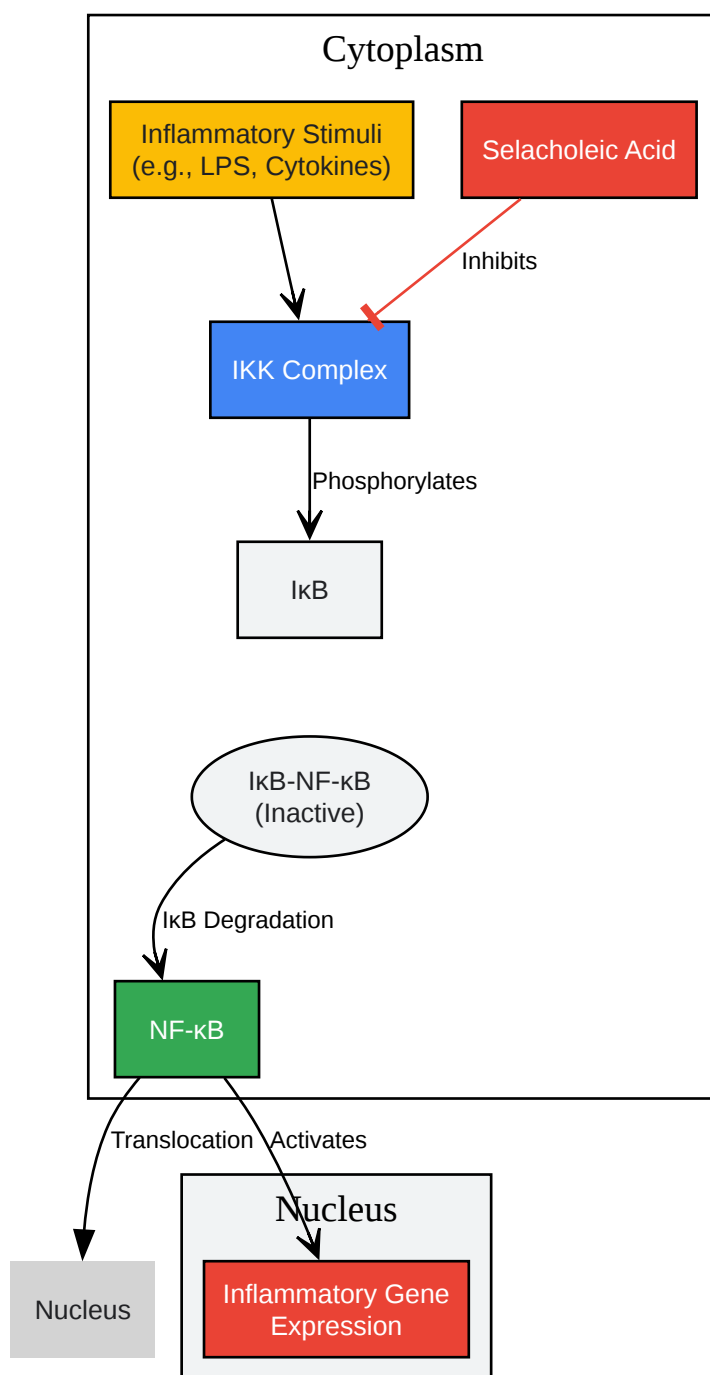 Cytoplasm
Inflammatory Stimuli
(e.g., LPS, Cytokines)
Selacholeic Acid
Inhibits
IKK Complex
Phosphorylates
IκB
IκB-NF-κB
(Inactive)
IκB Degradation
NF-κB
Translocation
Activates
Nucleus
Inflammatory Gene
Expression
Nucleus